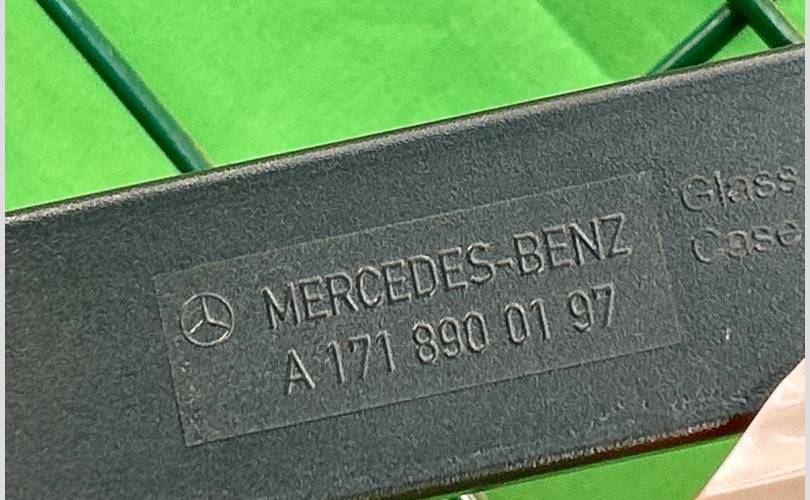 MERCEDES-BENZ
A 171 890 01 97
Glass
Case